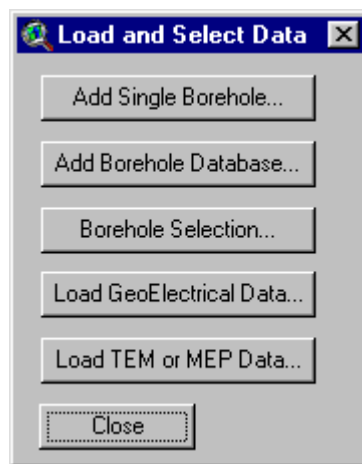 Load and Select Data
Add Single Borehole...
Add Borehole Database...
Borehole Selection...
Load GeoElectrical Data...
Load TEM or MEP Data...
Close